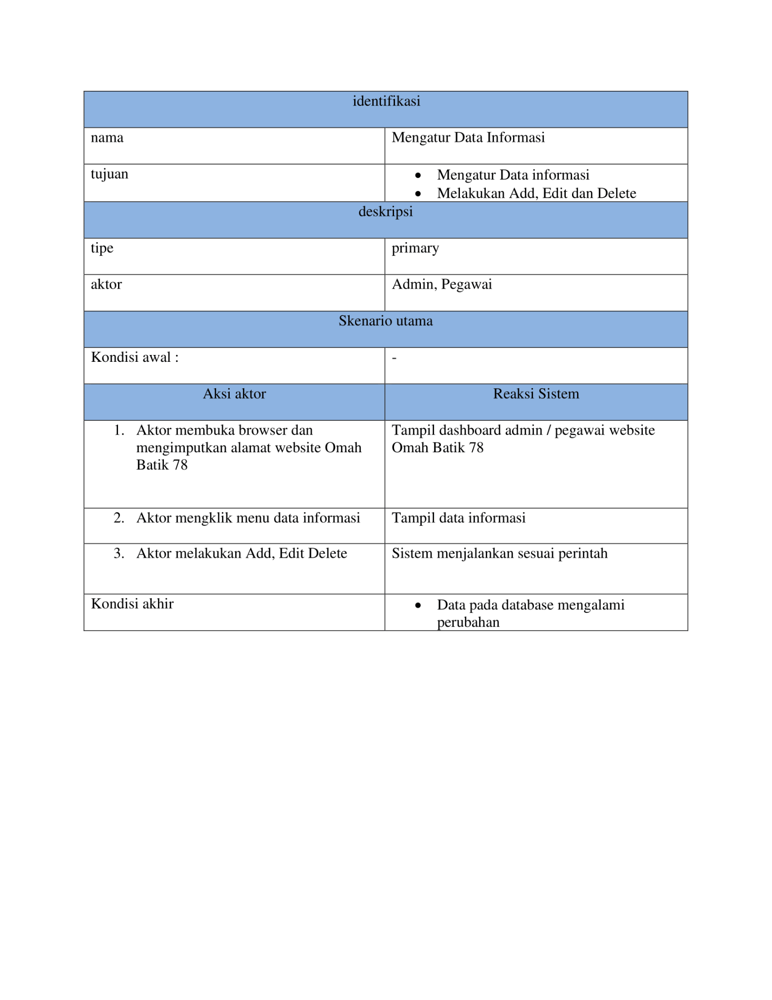 identifikasi
nama
Mengatur Data Informasi
tujuan
• Mengatur Data informasi
• Melakukan Add, Edit dan Delete
deskripsi
tipe
primary
aktor
Admin, Pegawai
Skenario utama
Kondisi awal :
-
Aksi aktor
Reaksi Sistem
1. Aktor membuka browser dan
mengimputkan alamat website Omah
Batik 78
Tampil dashboard admin / pegawai website
Omah Batik 78
2. Aktor mengklik menu data informasi
Tampil data informasi
3. Aktor melakukan Add, Edit Delete
Sistem menjalankan sesuai perintah
Kondisi akhir
• Data pada database mengalami
perubahan